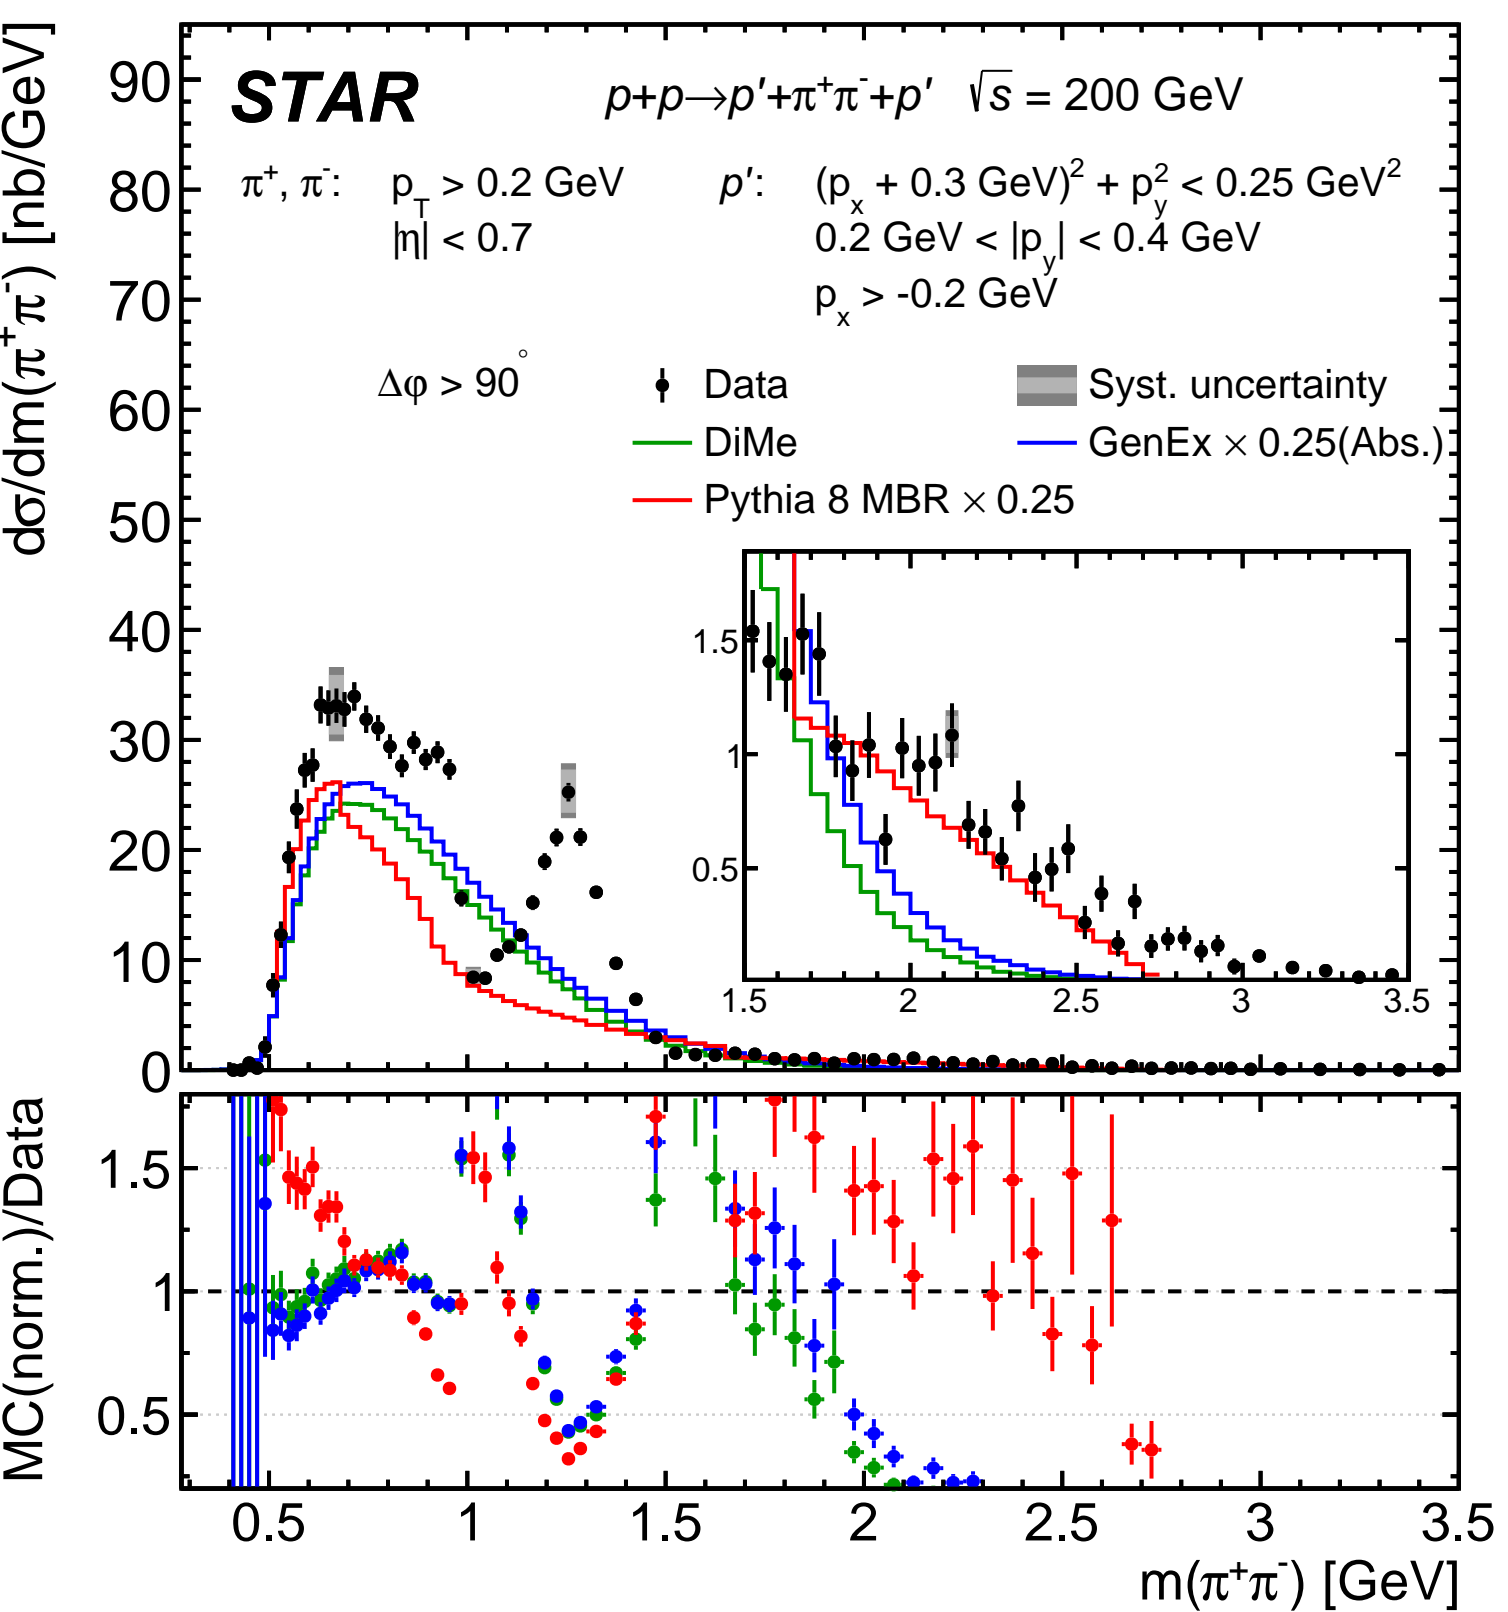 STAR
p+p→p′+π⁺π⁻+p′ √s = 200 GeV
π⁺, π⁻: p_T > 0.2 GeV p′: (p_x + 0.3 GeV)² + p_y² < 0.25 GeV²
|η| < 0.7 0.2 GeV < |p_y| < 0.4 GeV
p_x > -0.2 GeV
Δφ > 90° Data Syst. uncertainty
DiMe GenEx × 0.25(Abs.)
Pythia 8 MBR × 0.25
dσ/dm(π⁺π⁻) [nb/GeV]
90
80
70
60
50
40
30
20
10
0
1.5
1
0.5
1.5 2 2.5 3 3.5
MC(norm.)/Data
1.5
1
0.5
0.5 1 1.5 2 2.5 3 3.5
m(π⁺π⁻) [GeV]